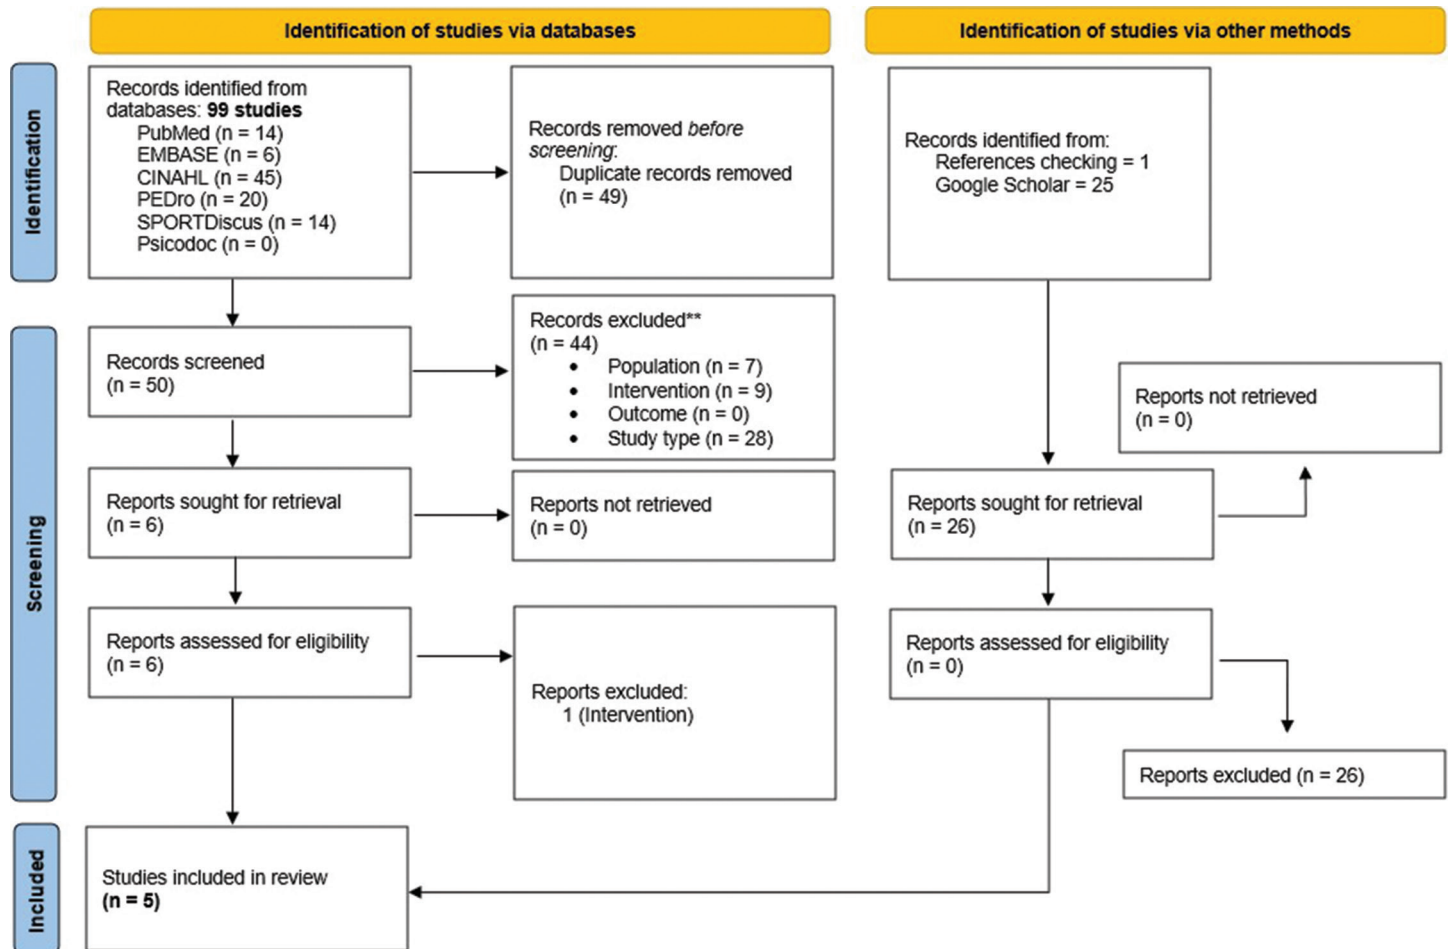 Identification of studies via databases
Identification of studies via other methods
Identification
Records identified from
databases: 99 studies
PubMed (n = 14)
EMBASE (n = 6)
CINAHL (n = 45)
PEDro (n = 20)
SPORTDiscus (n = 14)
Psicodoc (n = 0)
Records removed before
screening:
Duplicate records removed
(n = 49)
Records identified from:
References checking = 1
Google Scholar = 25
Screening
Records screened
(n = 50)
Records excluded**
(n = 44)
• Population (n = 7)
• Intervention (n = 9)
• Outcome (n = 0)
• Study type (n = 28)
Reports not retrieved
(n = 0)
Reports sought for retrieval
(n = 6)
Reports not retrieved
(n = 0)
Reports sought for retrieval
(n = 26)
Reports assessed for eligibility
(n = 6)
Reports excluded:
1 (Intervention)
Reports assessed for eligibility
(n = 0)
Reports excluded (n = 26)
Included
Studies included in review
(n = 5)